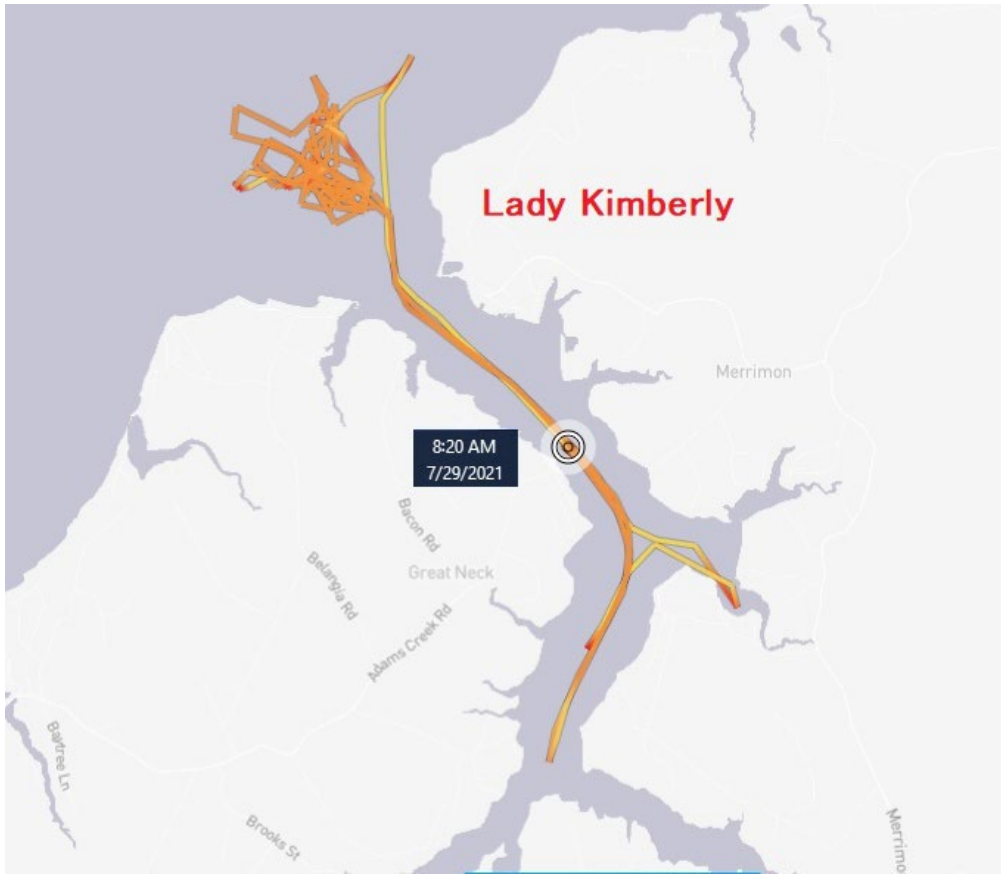 Lady Kimberly
Merrimon
8:20 AM
7/29/2021
Bacon Rd
Belangia Rd
Great Neck
Adams Creek Rd
Baytree Ln
Brooks St
Merrimo